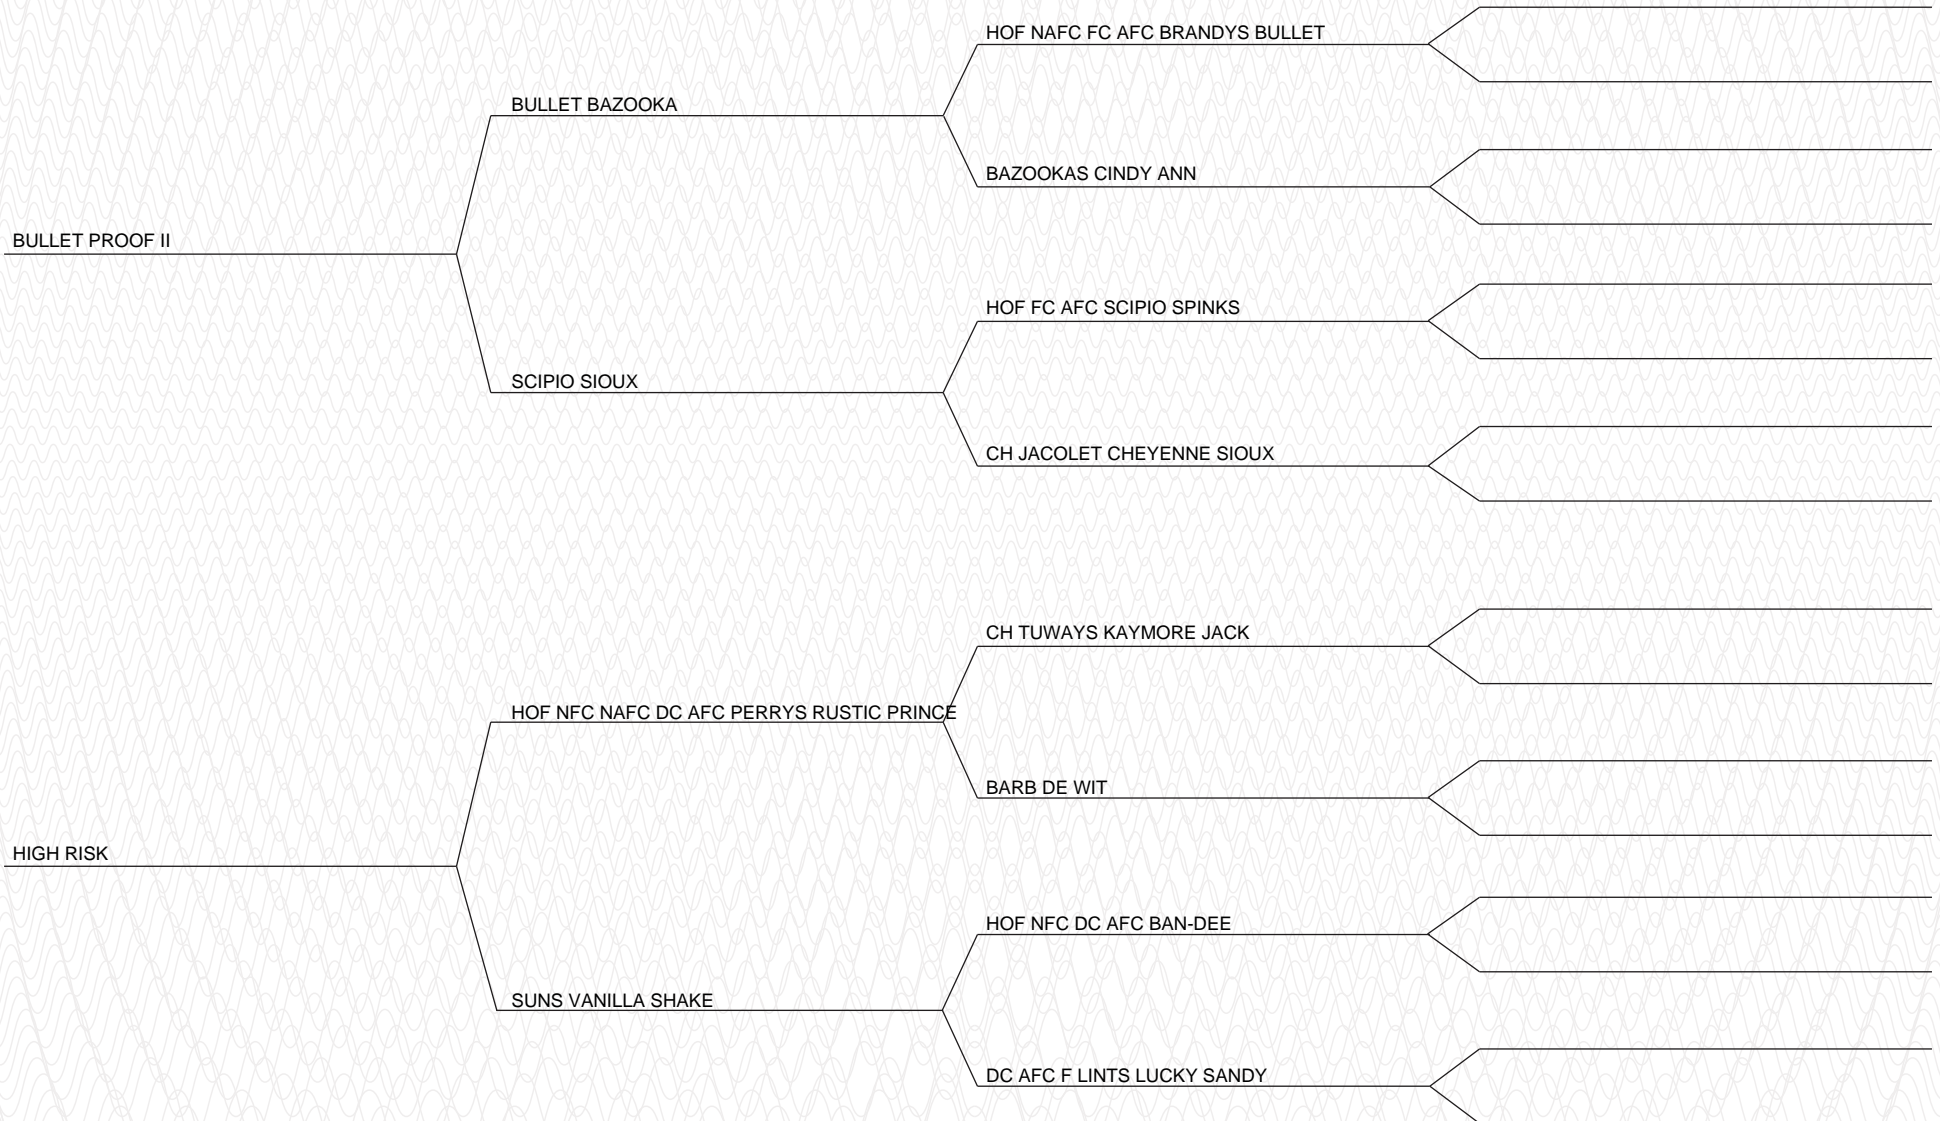 HOF NAFC FC AFC BRANDYS BULLET
BULLET BAZOOKA
BAZOOKAS CINDY ANN
BULLET PROOF II
HOF FC AFC SCIPIO SPINKS
SCIPIO SIOUX
CH JACOLET CHEYENNE SIOUX
CH TUWAYS KAYMORE JACK
HOF NFC NAFC DC AFC PERRYS RUSTIC PRINCE
BARB DE WIT
HIGH RISK
HOF NFC DC AFC BAN-DEE
SUNS VANILLA SHAKE
DC AFC F LINTS LUCKY SANDY